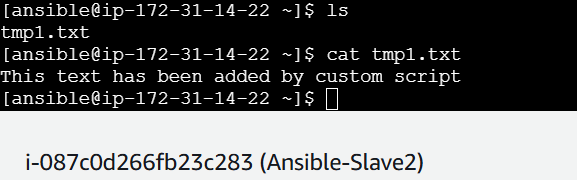 [ansible@ip-172-31-14-22 ~]$ ls
tmp1.txt
[ansible@ip-172-31-14-22 ~]$ cat tmp1.txt
This text has been added by custom script
[ansible@ip-172-31-14-22 ~]$
i-087c0d266fb23c283 (Ansible-Slave2)